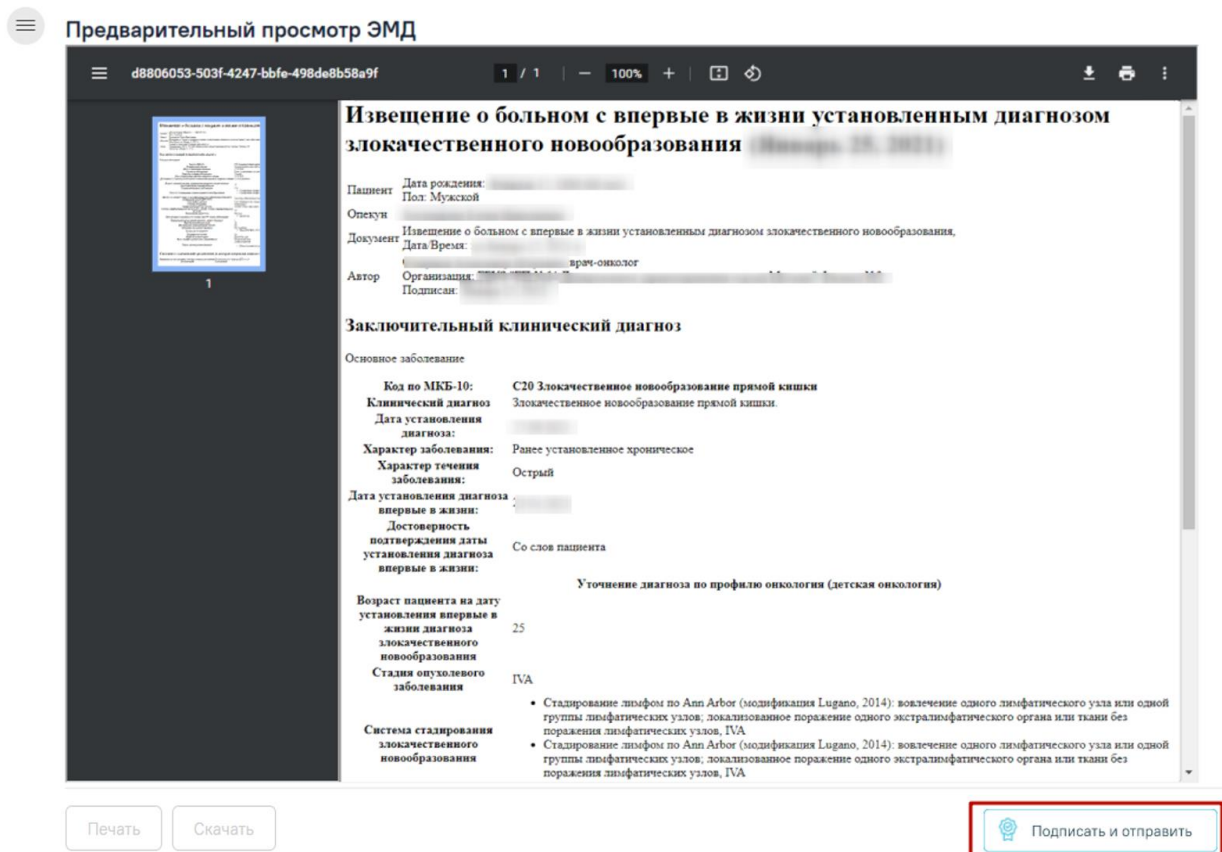 Предварительный просмотр ЭМД
d8806053-503f-4247-bbfe-498de8b58a9f
1 / 1
100%
1
Извещение о больном с впервые в жизни установленным диагнозом
злокачественного новообразования
Пациент
Дата рождения:
Пол: Мужской
Опекун
Документ
Извещение о больном с впервые в жизни установленным диагнозом злокачественного новообразования,
Дата/Время:
Автор
врач-онколог
Организация:
Подписан:
Заключительный клинический диагноз
Основное заболевание
Код по МКБ-10: C20 Злокачественное новообразование прямой кишки
Клинический диагноз Злокачественное новообразование прямой кишки.
Дата установления
диагноза:
Характер заболевания: Ранее установленное хроническое
Характер течения
заболевания:
Острый
Дата установления диагноза
впервые в жизни:
Достоверность
подтверждения даты
установления диагноза
впервые в жизни:
Со слов пациента
Уточнение диагноза по профилю онкология (детская онкология)
Возраст пациента на дату
установления впервые в
жизни диагноза
злокачественного
новообразования
25
Стадия опухолевого
заболевания
IVA
Система стадирования
злокачественного
новообразования
• Стадирование лимфом по Ann Arbor (модификация Lugano, 2014): вовлечение одного лимфатического узла или одной
группы лимфатических узлов; локализованное поражение одного экстралимфатического органа или ткани без
поражения лимфатических узлов, IVA
• Стадирование лимфом по Ann Arbor (модификация Lugano, 2014): вовлечение одного лимфатического узла или одной
группы лимфатических узлов; локализованное поражение одного экстралимфатического органа или ткани без
поражения лимфатических узлов, IVA
Печать
Скачать
Подписать и отправить